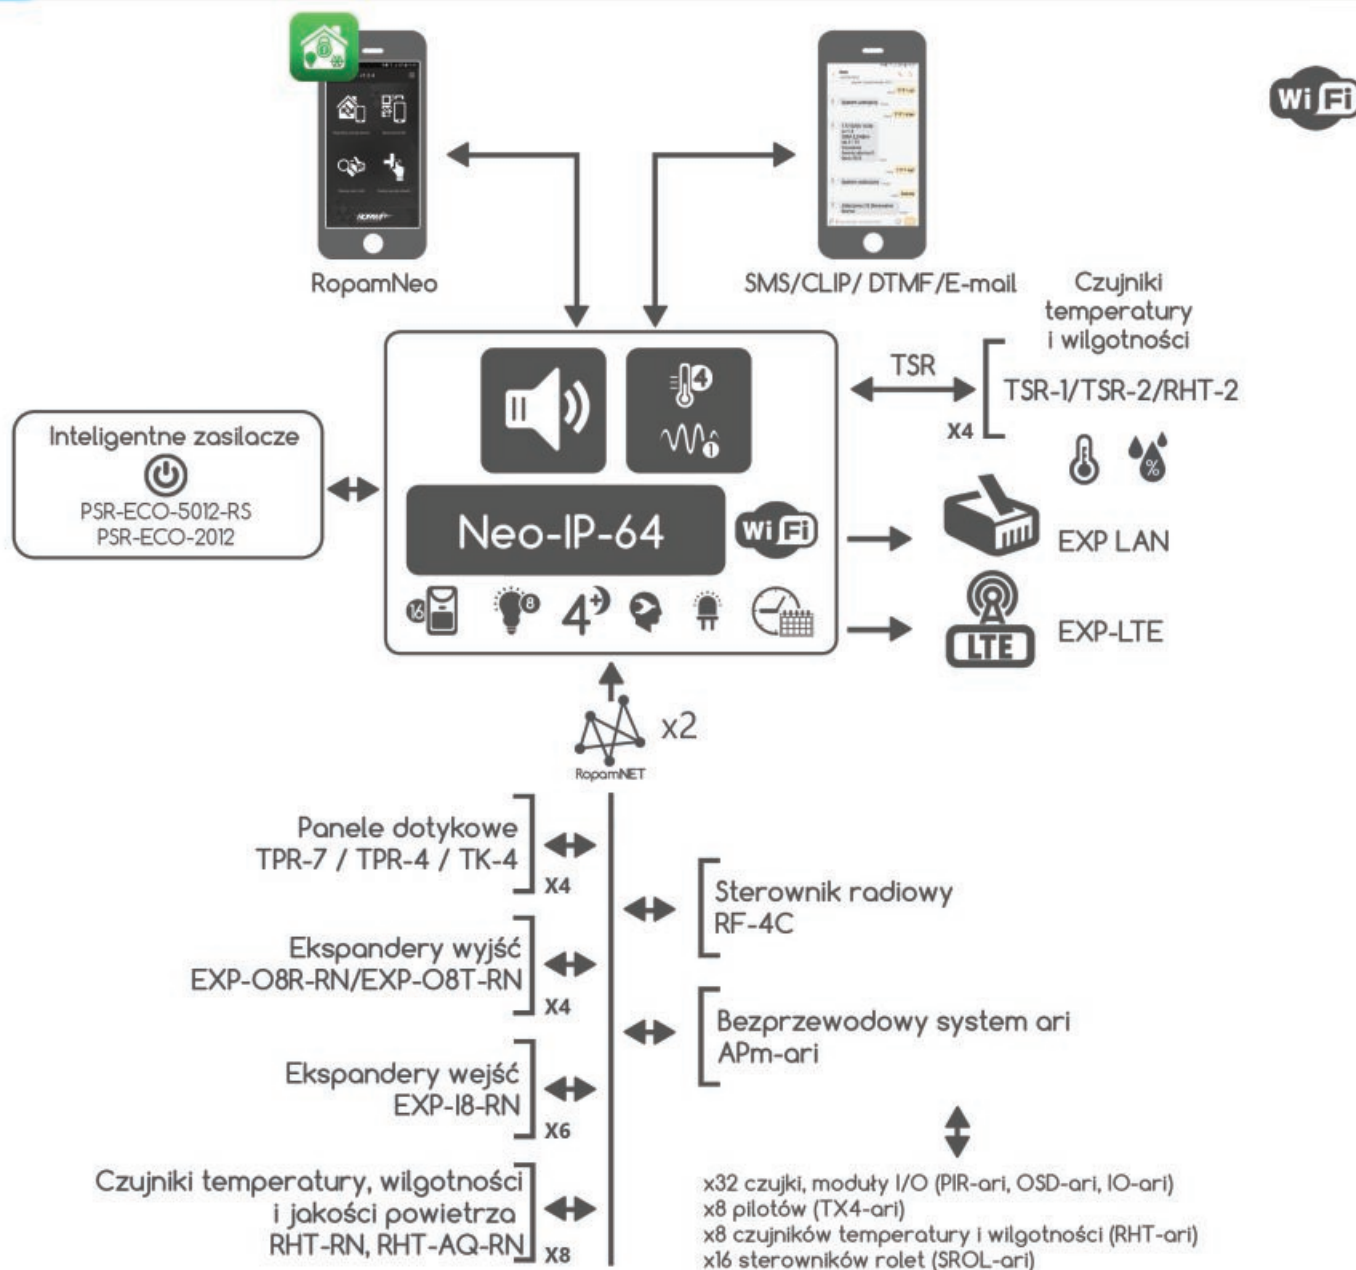 WiFi
RopamNeo
SMS/CLIP/ DTMF/E-mail
Czujniki
temperatury
i wilgotności
TSR
TSR-1/TSR-2/RHT-2
X4
4
1
%
Inteligentne zasilacze
PSR-ECO-5012-RS
PSR-ECO-2012
Neo-IP-64
WiFi
EXP LAN
16
8
4+
LTE
EXP-LTE
x2
RopamNET
Panele dotykowe
TPR-7 / TPR-4 / TK-4
X4
Sterownik radiowy
RF-4C
Ekspandery wyjść
EXP-O8R-RN/EXP-O8T-RN
X4
Bezprzewodowy system ari
APm-ari
Ekspandery wejść
EXP-I8-RN
X6
Czujniki temperatury, wilgotności
i jakości powietrza
RHT-RN, RHT-AQ-RN
X8
x32 czujki, moduły I/O (PIR-ari, OSD-ari, IO-ari)
x8 pilotów (TX4-ari)
x8 czujników temperatury i wilgotności (RHT-ari)
x16 sterowników rolet (SROL-ari)